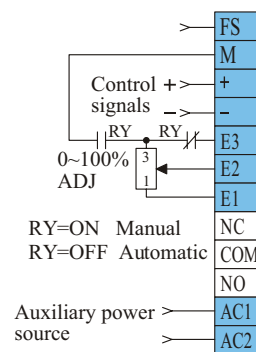 FS
M
Control + +
signals − −
RY RY E3
0~100% 3 E2
ADJ 1 E1
RY=ON Manual NC
RY=OFF Automatic COM
NO
Auxiliary power AC1
source AC2